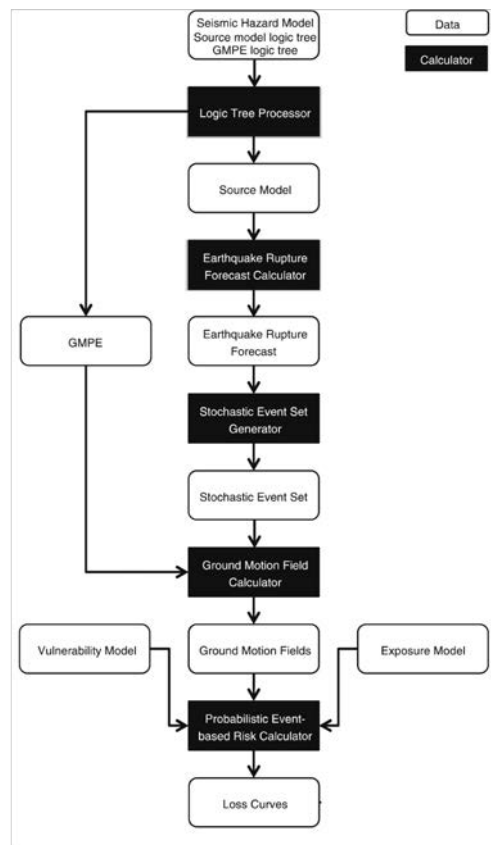 Seismic Hazard Model
Source model logic tree
GMPE logic tree
Data
Calculator
Logic Tree Processor
Source Model
Earthquake Rupture
Forecast Calculator
GMPE
Earthquake Rupture
Forecast
Stochastic Event Set
Generator
Stochastic Event Set
Ground Motion Field
Calculator
Vulnerability Model
Ground Motion Fields
Exposure Model
Probabilistic Event-
based Risk Calculator
Loss Curves